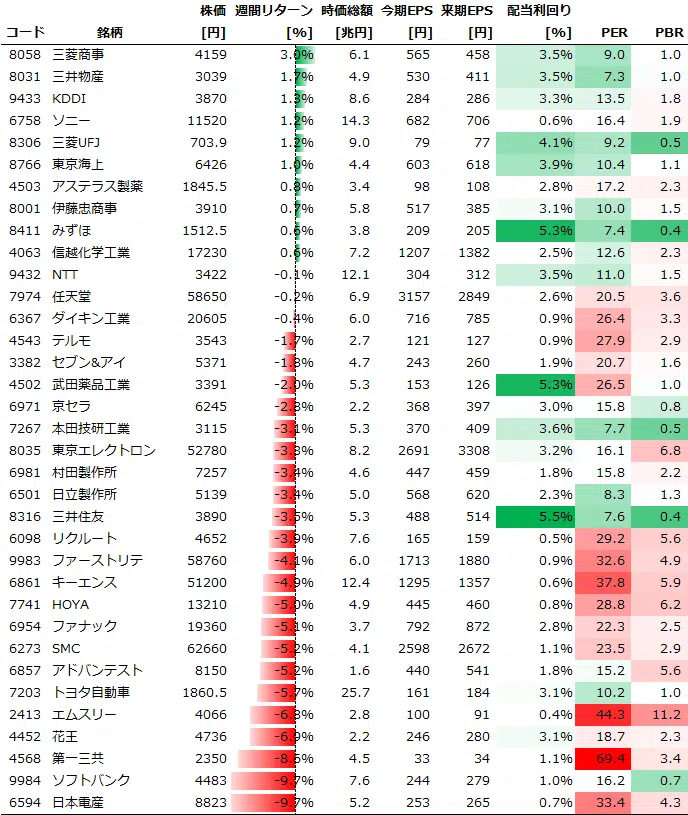 株価 週間リターン 時価総額 今期EPS 来期EPS 配当利回り
コード 銘柄 [円] [%] [兆円] [円] [円] [%] PER PBR
8058 三菱商事 4159 3.0% 6.1 565 458 3.5% 9.0 1.0
8031 三井物産 3039 1.7% 4.9 530 411 3.5% 7.3 1.0
9433 KDDI 3870 1.3% 8.6 284 286 3.3% 13.5 1.8
6758 ソニー 11520 1.2% 14.3 682 706 0.6% 16.4 1.9
8306 三菱UFJ 703.9 1.2% 9.0 79 77 4.1% 9.2 0.5
8766 東京海上 6426 1.0% 4.4 603 618 3.9% 10.4 1.1
4503 アステラス製薬 1845.5 0.8% 3.4 98 108 2.8% 17.2 2.3
8001 伊藤忠商事 3910 0.7% 5.8 517 385 3.1% 10.0 1.5
8411 みずほ 1512.5 0.6% 3.8 209 205 5.3% 7.4 0.4
4063 信越化学工業 17230 0.6% 7.2 1207 1382 2.5% 12.6 2.3
9432 NTT 3422 -0.1% 12.1 304 312 3.5% 11.0 1.5
7974 任天堂 58650 -0.2% 6.9 3157 2849 2.6% 20.5 3.6
6367 ダイキン工業 20605 -0.4% 6.0 716 785 0.9% 26.4 3.3
4543 テルモ 3543 -1.7% 2.7 121 127 0.9% 27.9 2.9
3382 セブン&アイ 5371 -1.8% 4.7 243 260 1.9% 20.7 1.6
4502 武田薬品工業 3391 -2.0% 5.3 153 126 5.3% 26.5 1.0
6971 京セラ 6245 -2.8% 2.2 368 397 3.0% 15.8 0.8
7267 本田技研工業 3115 -3.1% 5.3 370 409 3.6% 7.7 0.5
8035 東京エレクトロン 52780 -3.3% 8.2 2691 3308 3.2% 16.1 6.8
6981 村田製作所 7257 -3.4% 4.6 447 459 1.8% 15.8 2.2
6501 日立製作所 5139 -3.4% 5.0 568 620 2.3% 8.3 1.3
8316 三井住友 3890 -3.5% 5.3 488 514 5.5% 7.6 0.4
6098 リクルート 4652 -3.9% 7.6 165 159 0.5% 29.2 5.6
9983 ファーストリテ 58760 -4.1% 6.0 1713 1880 0.9% 32.6 4.9
6861 キーエンス 51200 -4.9% 12.4 1295 1357 0.6% 37.8 5.9
7741 HOYA 13210 -5.0% 4.9 445 460 0.8% 28.8 6.2
6954 ファナック 19360 -5.1% 3.7 792 872 2.8% 22.3 2.5
6273 SMC 62660 -5.2% 4.1 2598 2672 1.1% 23.5 2.9
6857 アドバンテスト 8150 -5.2% 1.6 440 541 1.8% 15.2 5.6
7203 トヨタ自動車 1860.5 -5.7% 25.7 161 184 3.1% 10.2 1.0
2413 エムスリー 4066 -6.8% 2.8 100 91 0.4% 44.3 11.2
4452 花王 4736 -6.9% 2.2 246 280 3.1% 18.7 2.3
4568 第一三共 2350 -8.5% 4.5 33 34 1.1% 69.4 3.4
9984 ソフトバンク 4483 -9.7% 7.6 244 279 1.0% 16.2 0.7
6594 日本電産 8823 -9.7% 5.2 253 265 0.7% 33.4 4.3